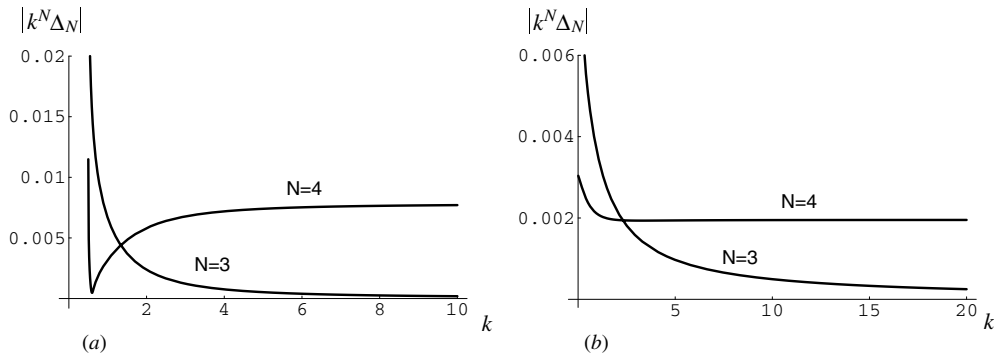 |k^N Δ_N|
0.02
0.015
0.01
0.005
N=4
N=3
2 4 6 8 10
k
(a)
|k^N Δ_N|
0.006
0.004
0.002
N=4
N=3
5 10 15 20
k
(b)